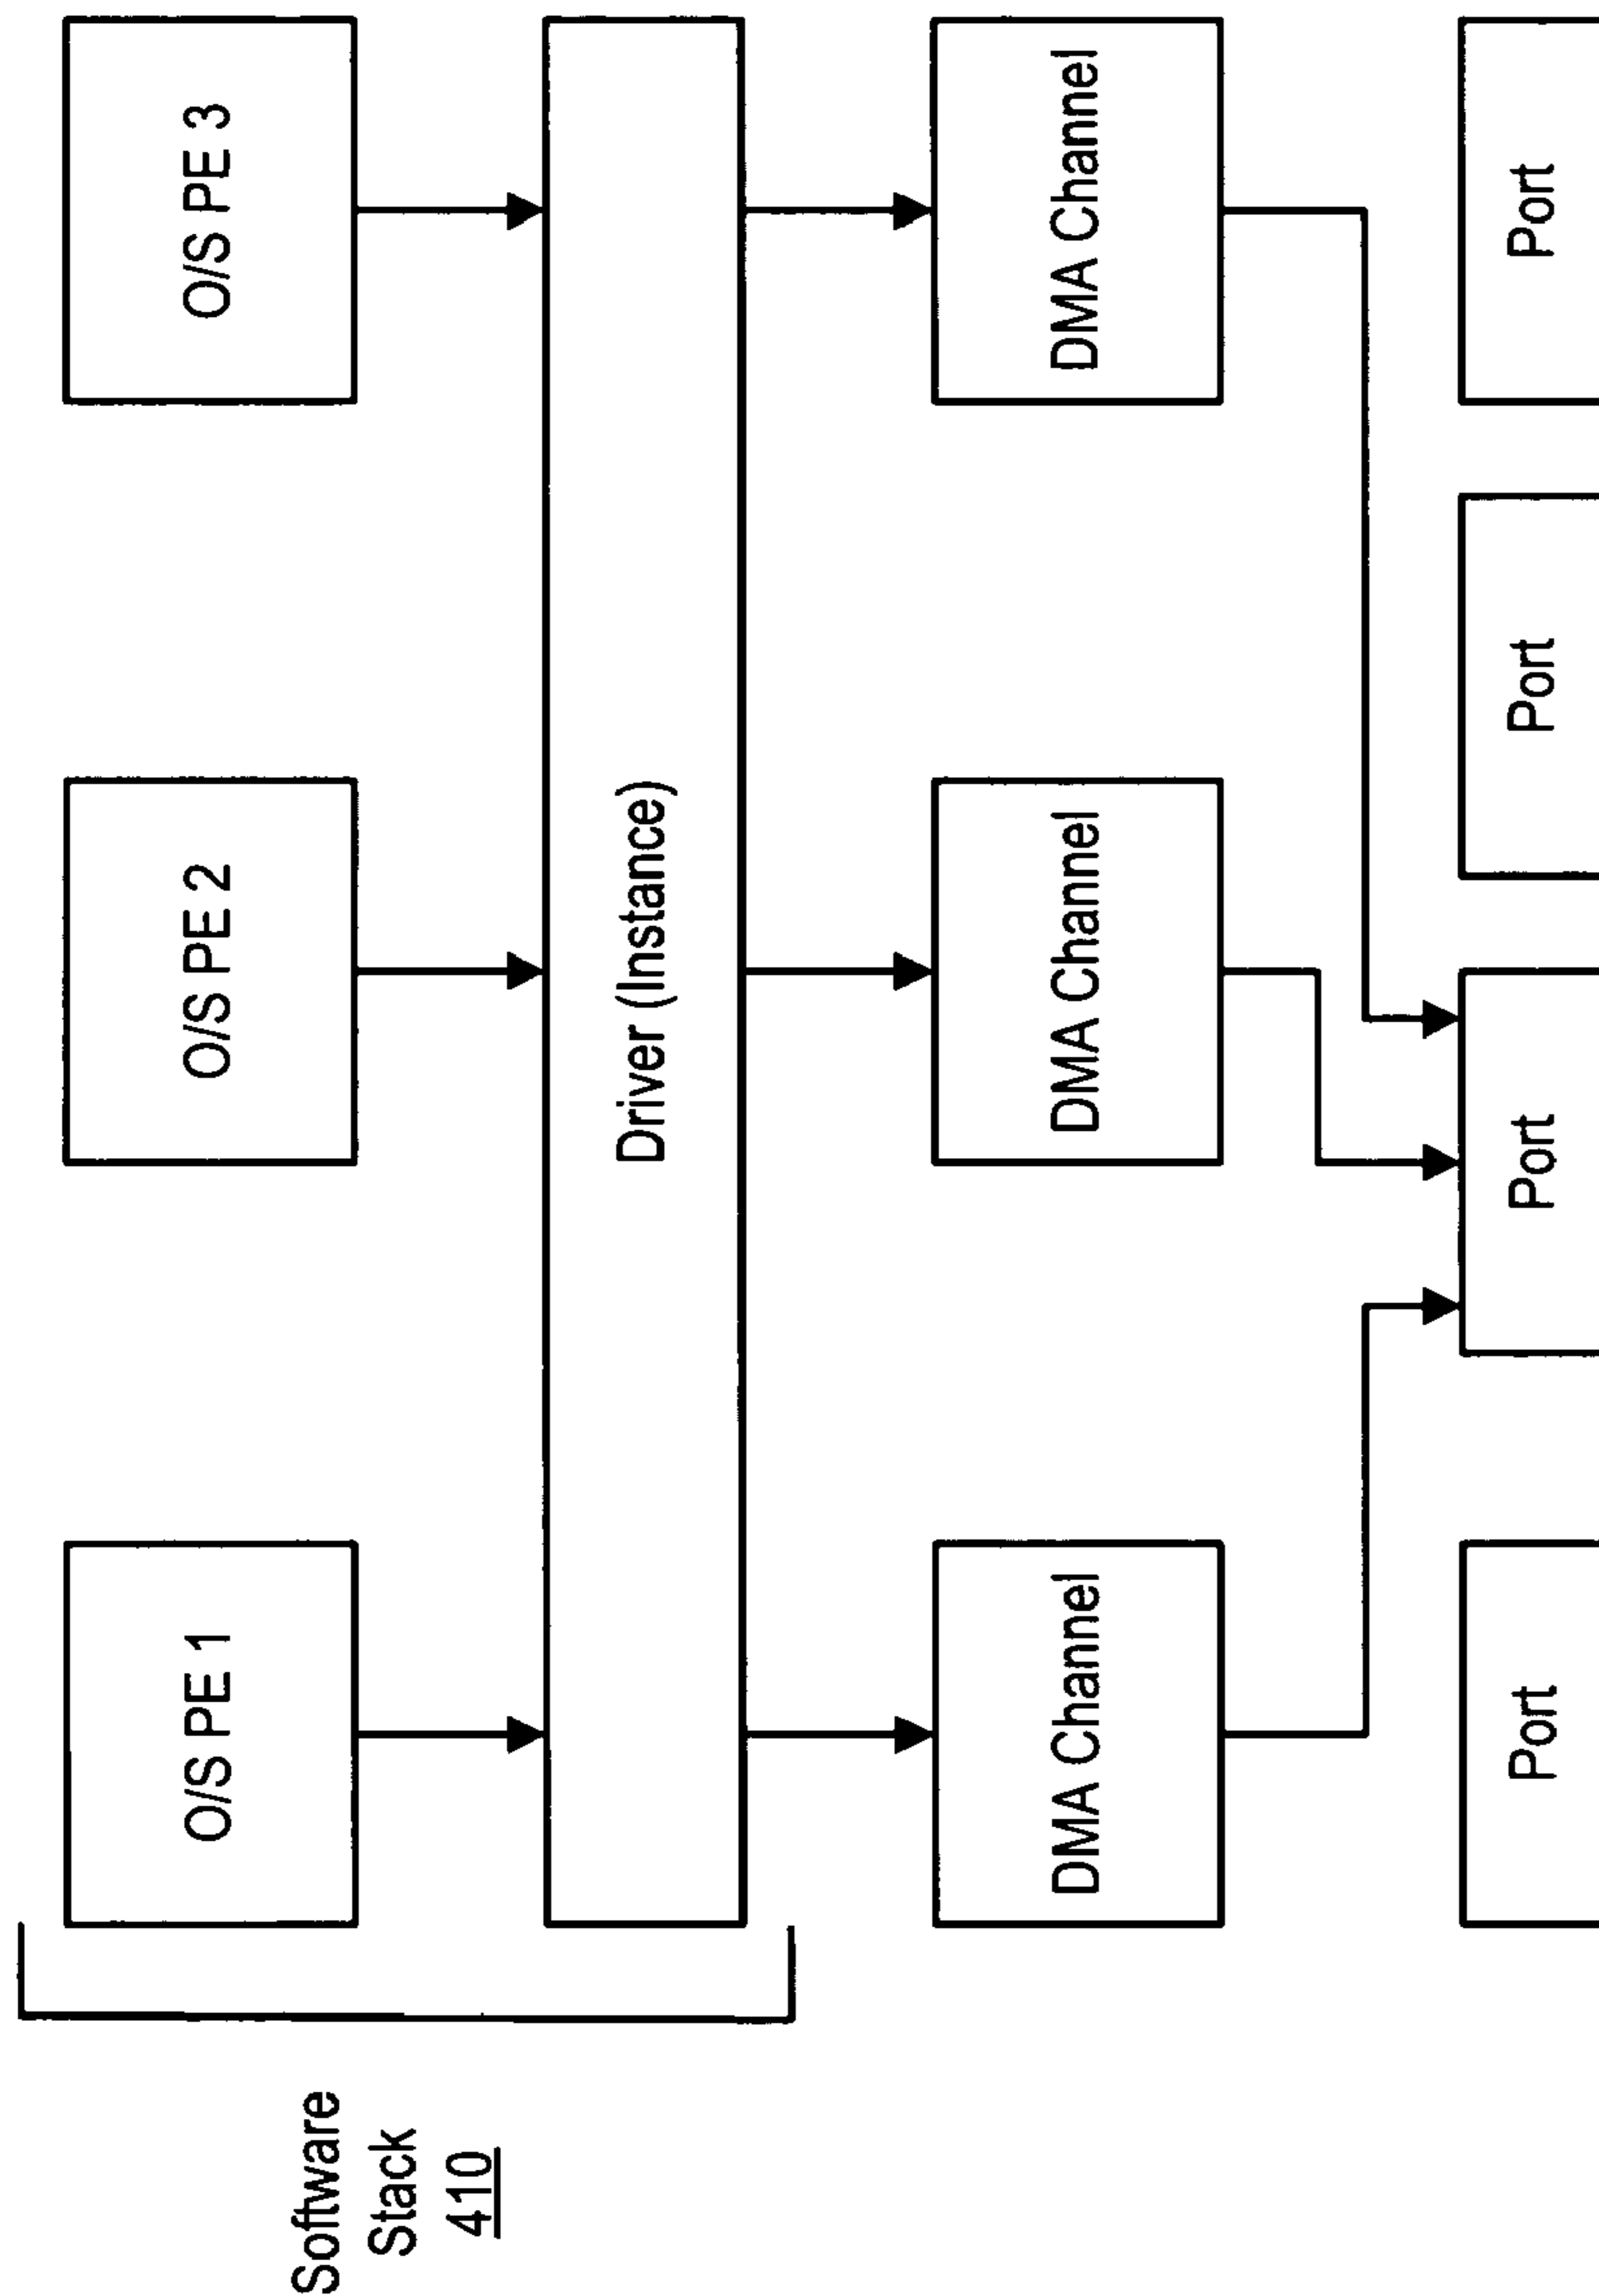 O/S PE 1
O/S PE 2
O/S PE 3
Software
Stack
410
Driver (Instance)
DMA Channel
DMA Channel
DMA Channel
Port
Port
Port
Port